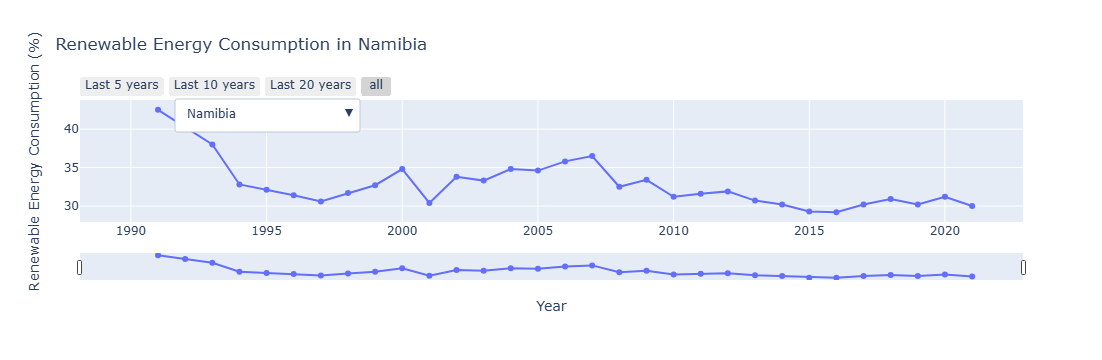 Renewable Energy Consumption in Namibia
Last 5 years Last 10 years Last 20 years all
Namibia ▼
Renewable Energy Consumption (%)
40
35
30
1990 1995 2000 2005 2010 2015 2020
Year